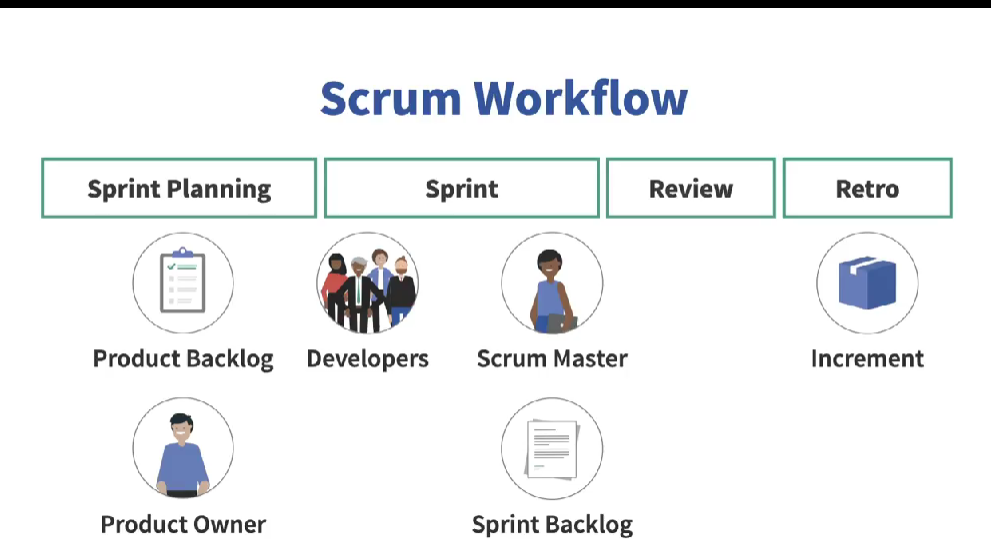 Scrum Workflow
Sprint Planning
Sprint
Review
Retro
Product Backlog
Developers
Scrum Master
Increment
Product Owner
Sprint Backlog